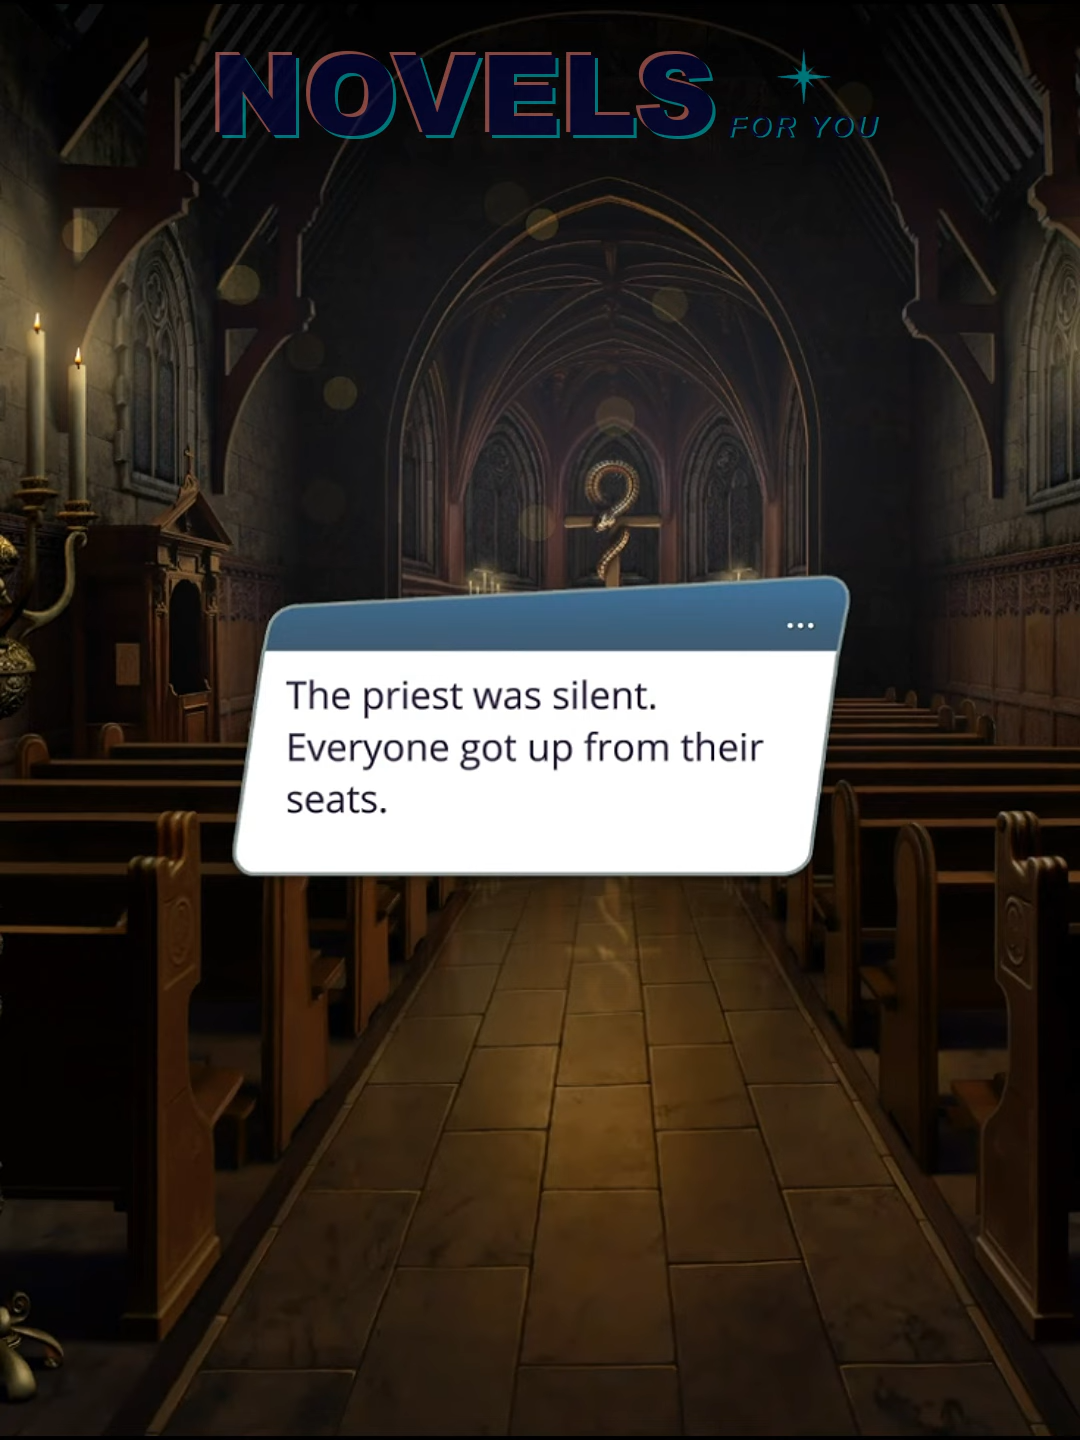 NOVELS
FOR YOU
The priest was silent.
Everyone got up from their
seats.